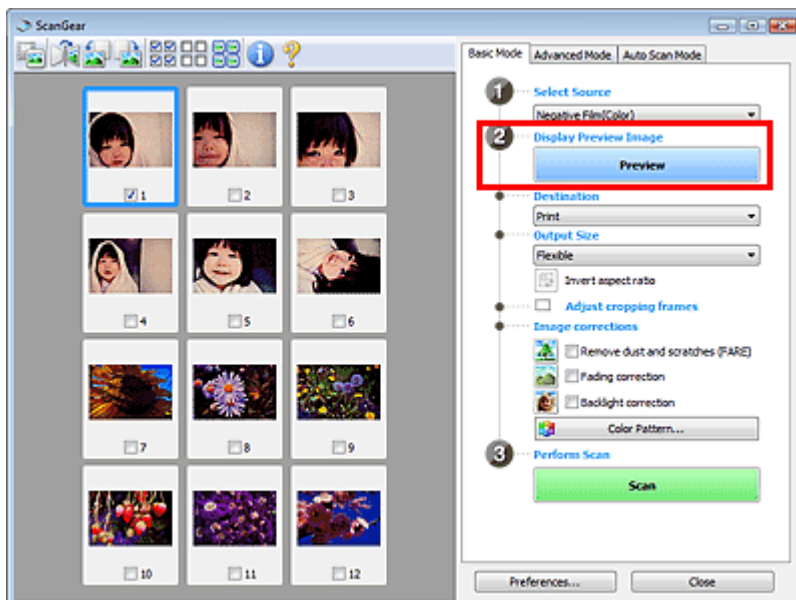 ScanGear
Basic Mode
Advanced Mode
Auto Scan Mode
1
Select Source
Negative Film(Color)
2
Display Preview Image
Preview
Destination
Print
Output Size
Flexible
Invert aspect ratio
Adjust cropping frames
Image corrections
Remove dust and scratches (FARE)
Fading correction
Backlight correction
Color Pattern...
3
Perform Scan
Scan
Preferences...
Close
1
2
3
4
5
6
7
8
9
10
11
12